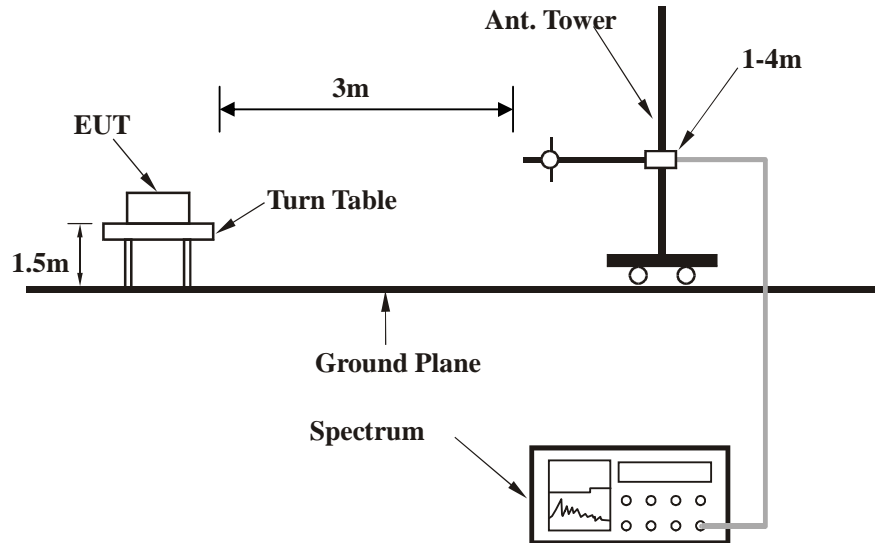 Ant. Tower
1-4m
3m
EUT
Turn Table
1.5m
Ground Plane
Spectrum